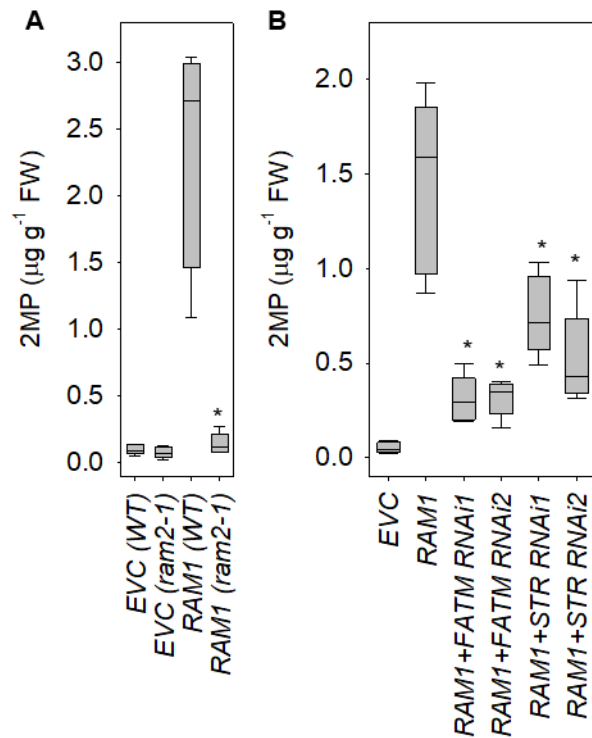 A
2MP (µg g-1 FW)
3.0
2.5
2.0
1.5
1.0
0.5
0.0
*
EVC (WT)
EVC (ram2-1)
RAM1 (WT)
RAM1 (ram2-1)
B
2MP (µg g-1 FW)
2.0
1.5
1.0
0.5
0.0
*
*
*
*
EVC
RAM1
RAM1+FATM RNAi1
RAM1+FATM RNAi2
RAM1+STR RNAi1
RAM1+STR RNAi2